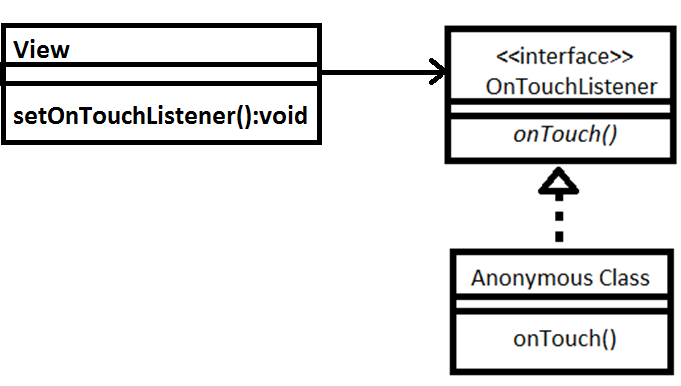 View
setOnTouchListener():void
<<interface>>
OnTouchListener
onTouch()
Anonymous Class
onTouch()